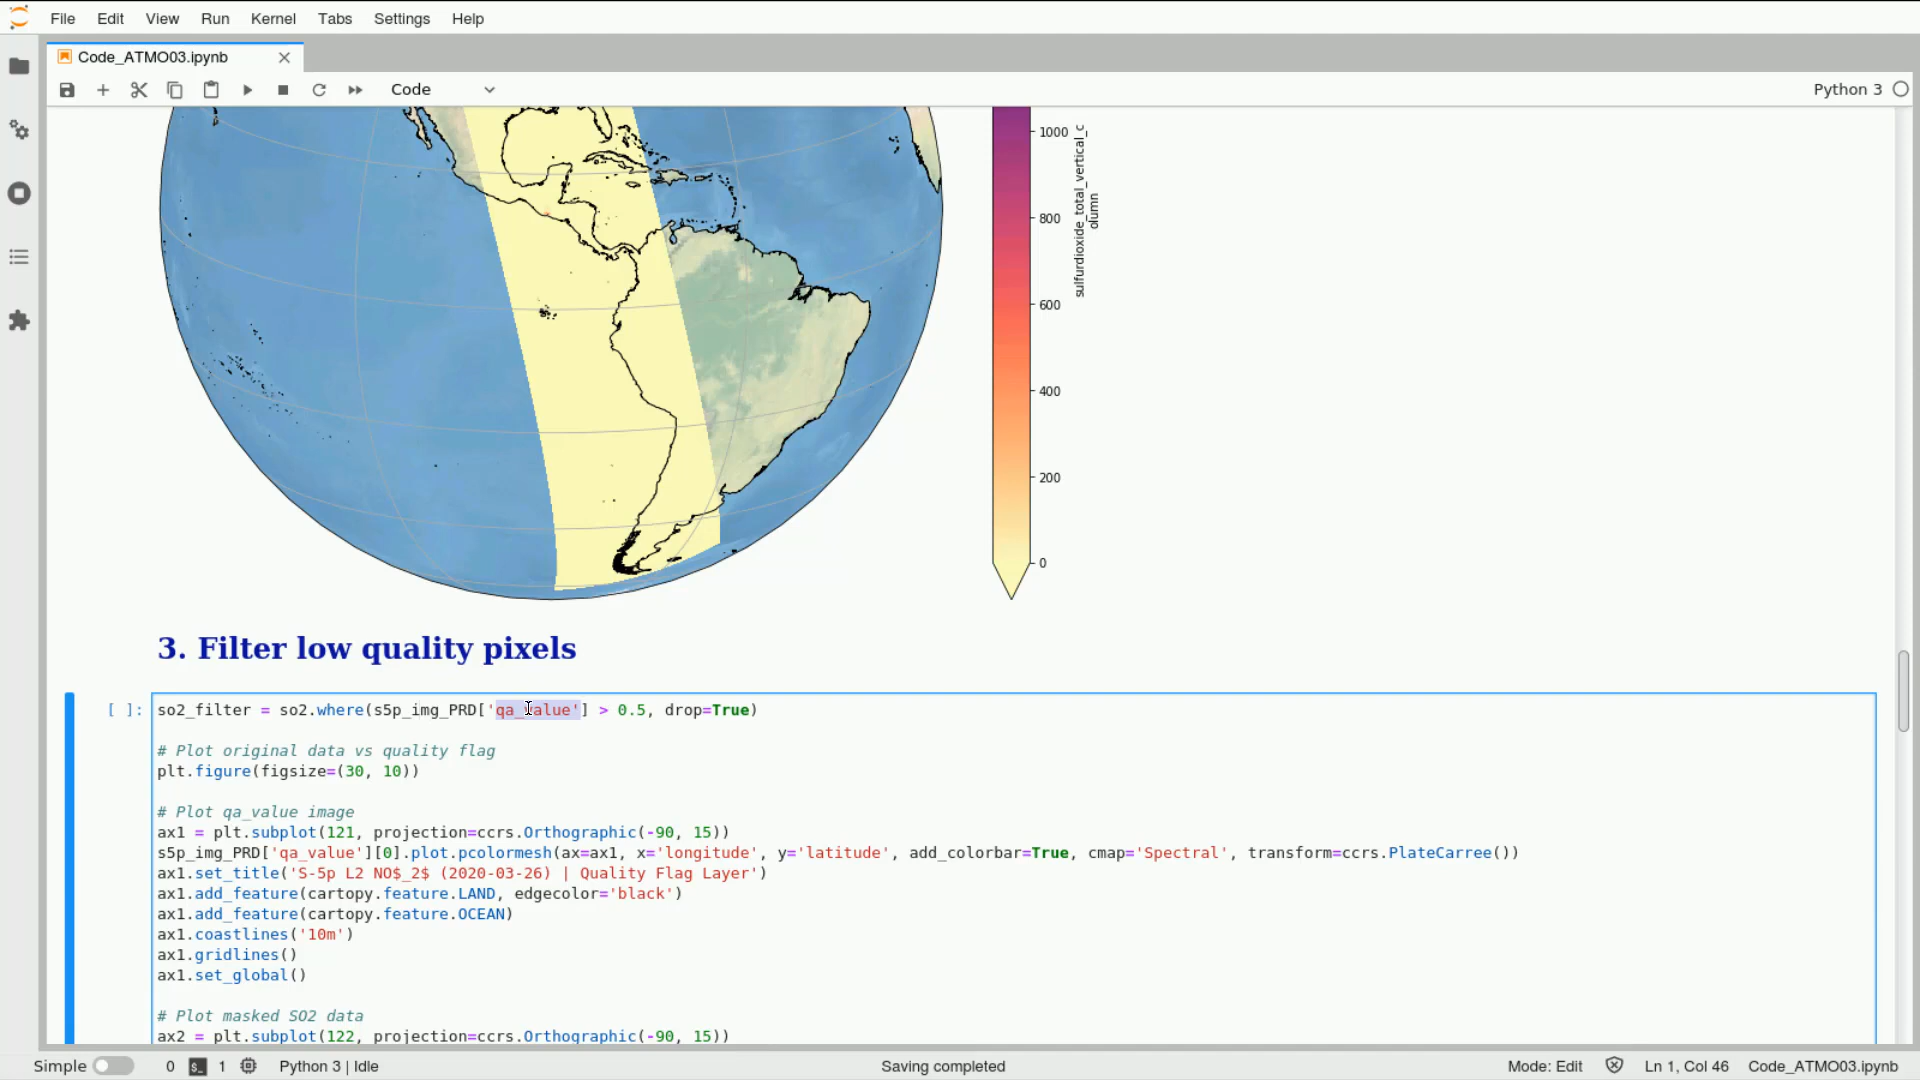 File Edit View Run Kernel Tabs Settings Help
Code_ATMO03.ipynb
Code
Python 3
1000
800
600
400
200
0
sulfurdioxide_total_vertical_c
olumn
3. Filter low quality pixels
[ ]:
so2_filter = so2.where(s5p_img_PRD['qa_value'] > 0.5, drop=True)
# Plot original data vs quality flag
plt.figure(figsize=(30, 10))
# Plot qa_value image
ax1 = plt.subplot(121, projection=ccrs.Orthographic(-90, 15))
s5p_img_PRD['qa_value'][0].plot.pcolormesh(ax=ax1, x='longitude', y='latitude', add_colorbar=True, cmap='Spectral', transform=ccrs.PlateCarree())
ax1.set_title('S-5p L2 NO$_2$ (2020-03-26) | Quality Flag Layer')
ax1.add_feature(cartopy.feature.LAND, edgecolor='black')
ax1.add_feature(cartopy.feature.OCEAN)
ax1.coastlines('10m')
ax1.gridlines()
ax1.set_global()
# Plot masked SO2 data
ax2 = plt.subplot(122, projection=ccrs.Orthographic(-90, 15))
Simple 0 1 Python 3 | Idle Saving completed Mode: Edit Ln 1, Col 46 Code_ATMO03.ipynb